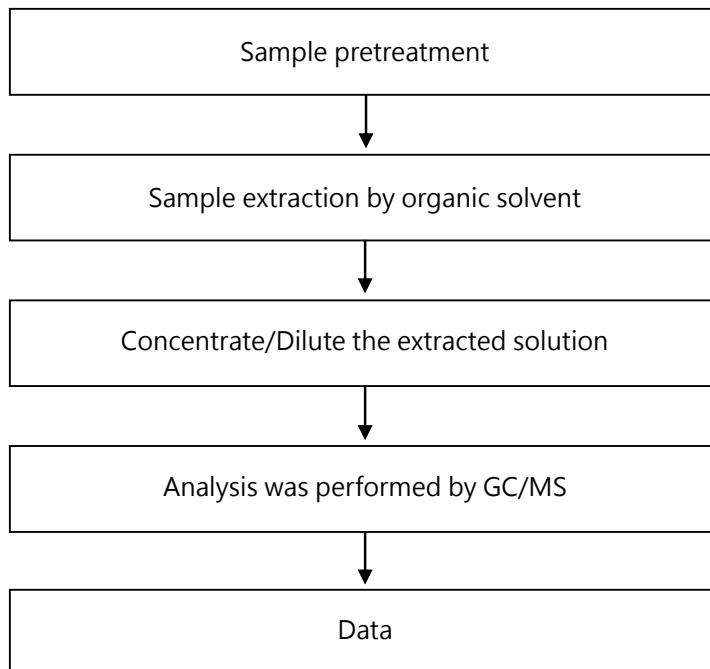 Sample pretreatment
Sample extraction by organic solvent
Concentrate/Dilute the extracted solution
Analysis was performed by GC/MS
Data